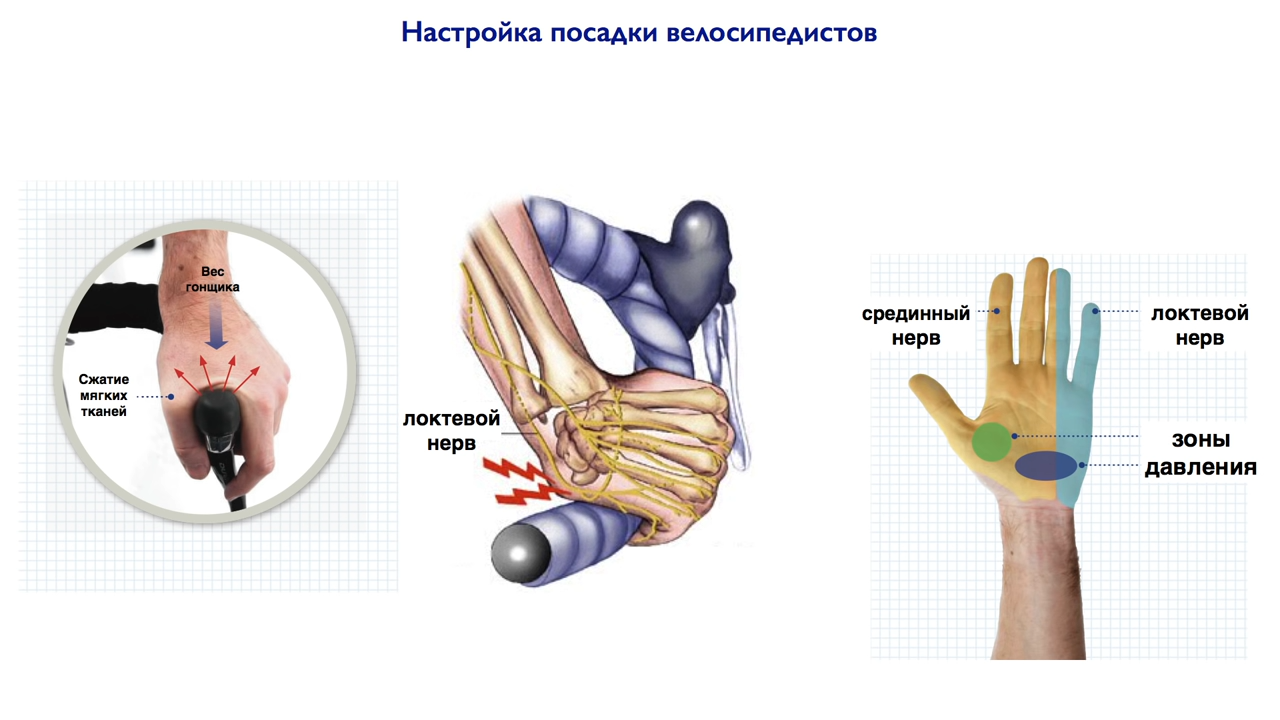 Настройка посадки велосипедистов
Вес
гонщика
Сжатие
мягких
тканей
локтевой
нерв
срединный
нерв
локтевой
нерв
зоны
давления